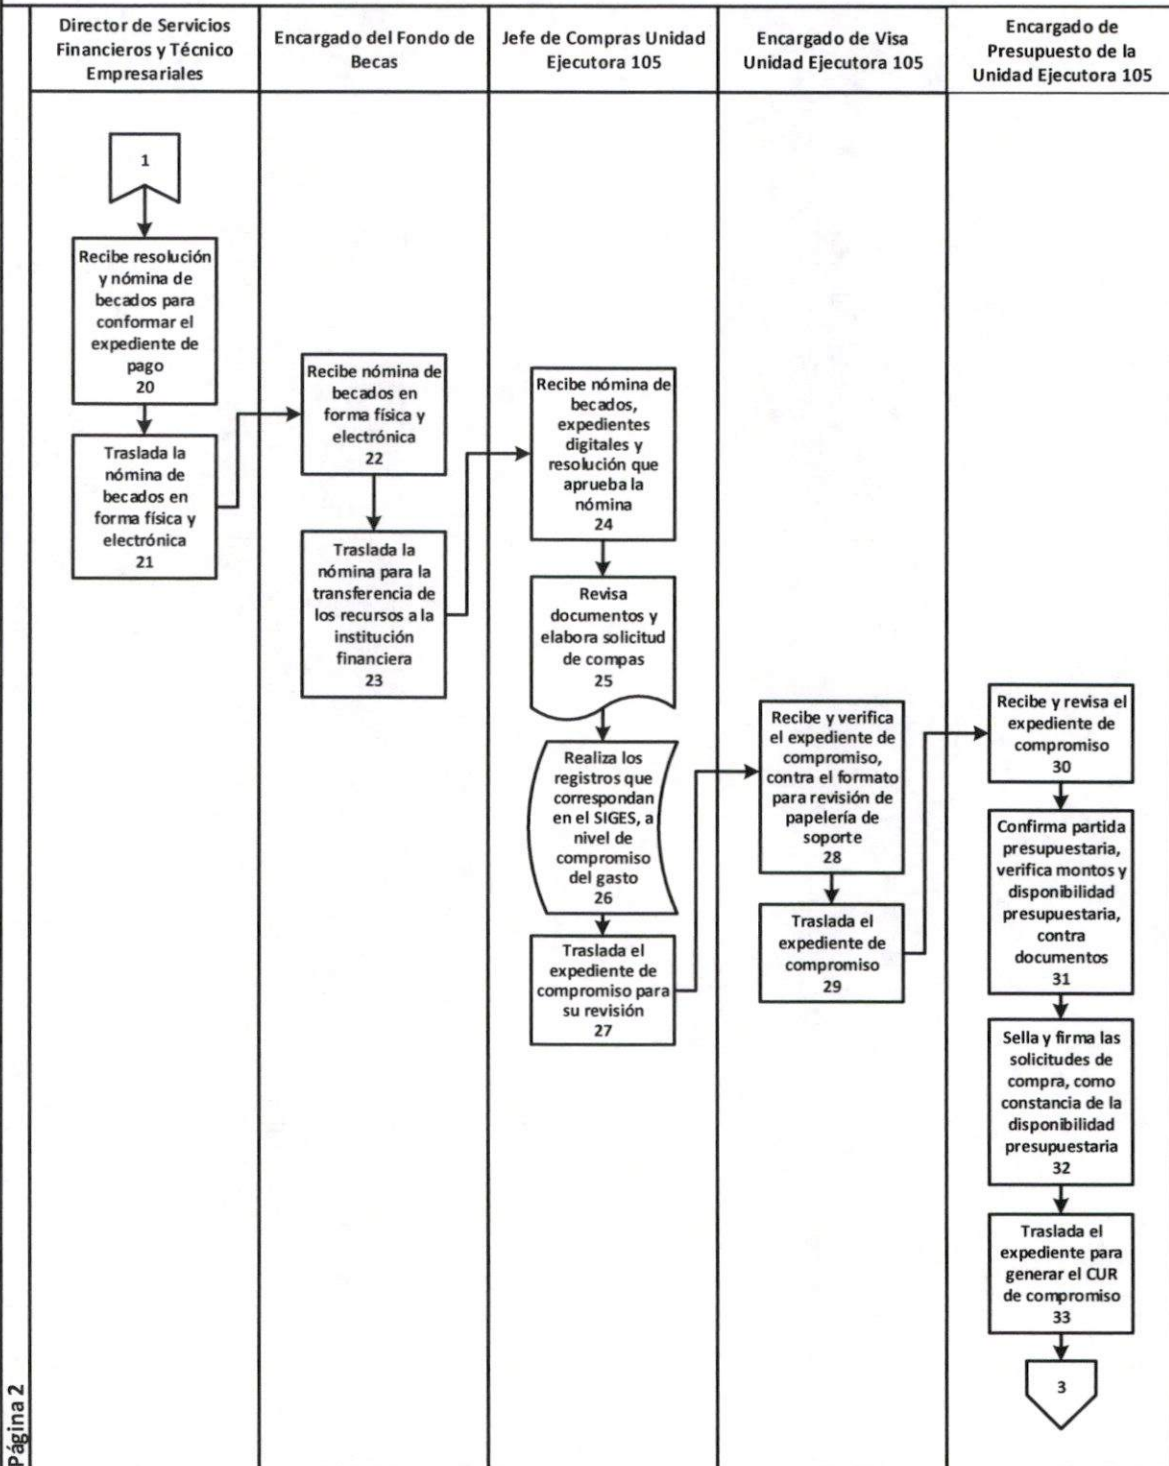 Director de Servicios
Financieros y Técnico
Empresariales
Encargado del Fondo de
Becas
Jefe de Compras Unidad
Ejecutora 105
Encargado de Visa
Unidad Ejecutora 105
Encargado de
Presupuesto de la
Unidad Ejecutora 105
1
Recibe resolución
y nómina de
becados para
conformar el
expediente de
pago
20
Traslada la
nómina de
becados en
forma física y
electrónica
21
Recibe nómina de
becados en
forma física y
electrónica
22
Traslada la
nómina para la
transferencia de
los recursos a la
institución
financiera
23
Recibe nómina de
becados,
expedientes
digitales y
resolución que
aprueba la
nómina
24
Revisa
documentos y
elabora solicitud
de compas
25
Realiza los
registros que
correspondan
en el SIGES, a
nivel de
compromiso
del gasto
26
Traslada el
expediente de
compromiso para
su revisión
27
Recibe y verifica
el expediente de
compromiso,
contra el formato
para revisión de
papelería de
soporte
28
Traslada el
expediente de
compromiso
29
Recibe y revisa el
expediente de
compromiso
30
Confirma partida
presupuestaria,
verifica montos y
disponibilidad
presupuestaria,
contra
documentos
31
Sella y firma las
solicitudes de
compra, como
constancia de la
disponibilidad
presupuestaria
32
Traslada el
expediente para
generar el CUR
de compromiso
33
3
Página 2